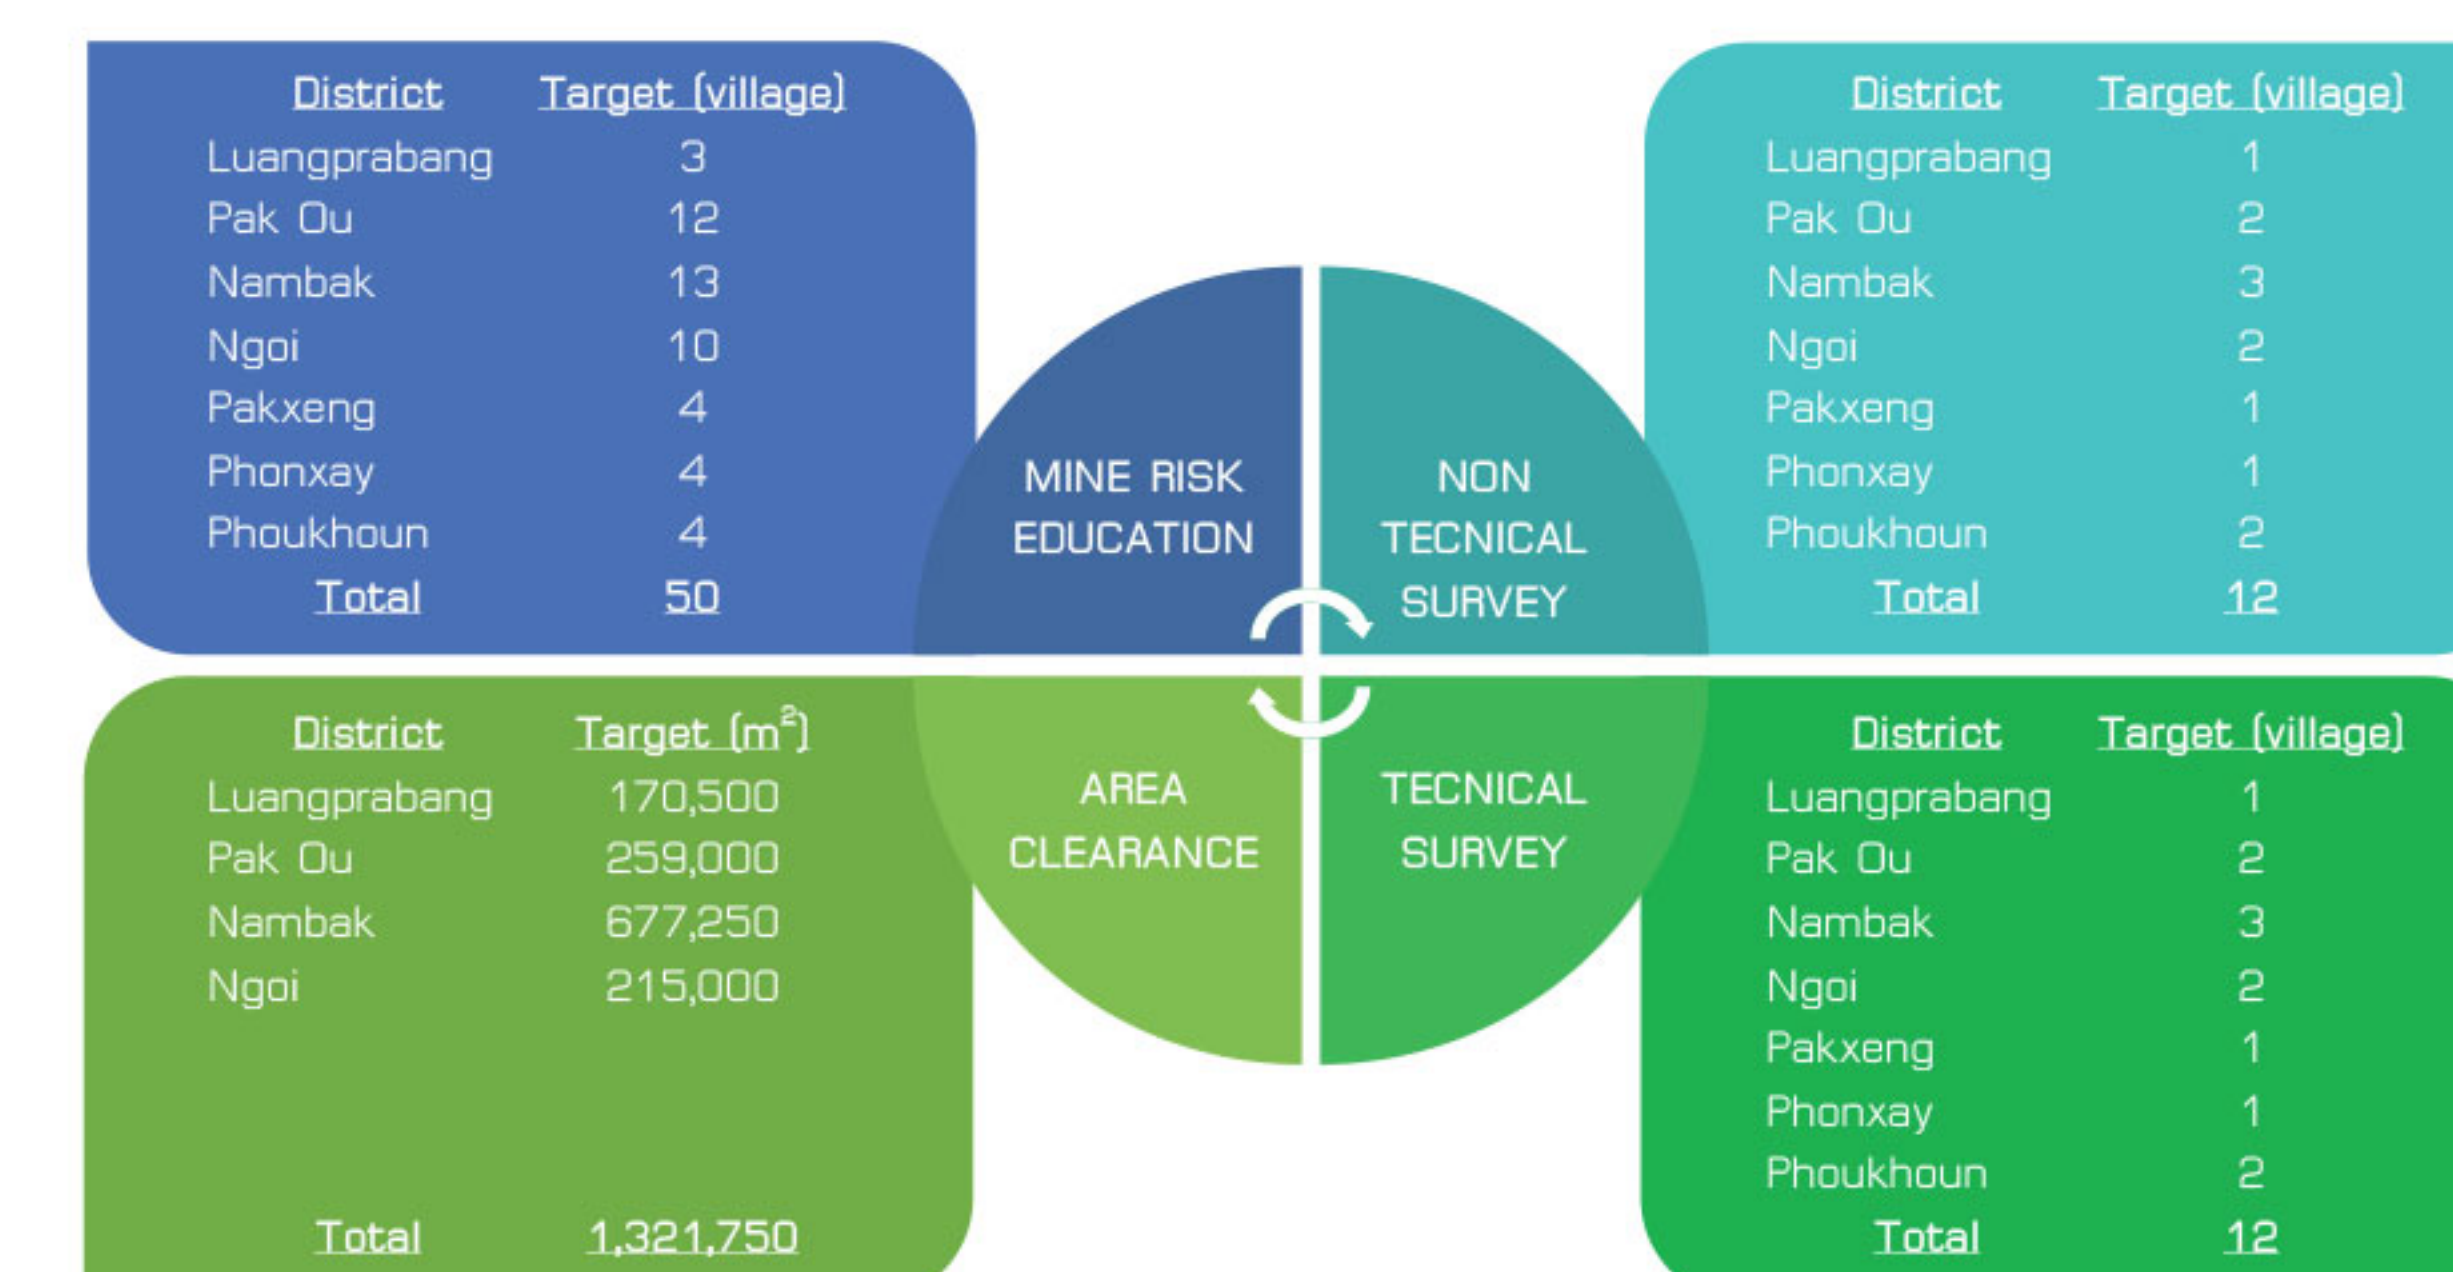 District Target (village)
Luangprabang 3
Pak Ou 12
Nambak 13
Ngoi 10
Pakxeng 4
Phonxay 4
Phoukhoun 4
Total 50
District Target (village)
Luangprabang 1
Pak Ou 2
Nambak 3
Ngoi 2
Pakxeng 1
Phonxay 1
Phoukhoun 2
Total 12
MINE RISK
EDUCATION
NON
TECNICAL
SURVEY
AREA
CLEARANCE
TECNICAL
SURVEY
District Target (m²)
Luangprabang 170,500
Pak Ou 259,000
Nambak 677,250
Ngoi 215,000
Total 1,321,750
District Target (village)
Luangprabang 1
Pak Ou 2
Nambak 3
Ngoi 2
Pakxeng 1
Phonxay 1
Phoukhoun 2
Total 12